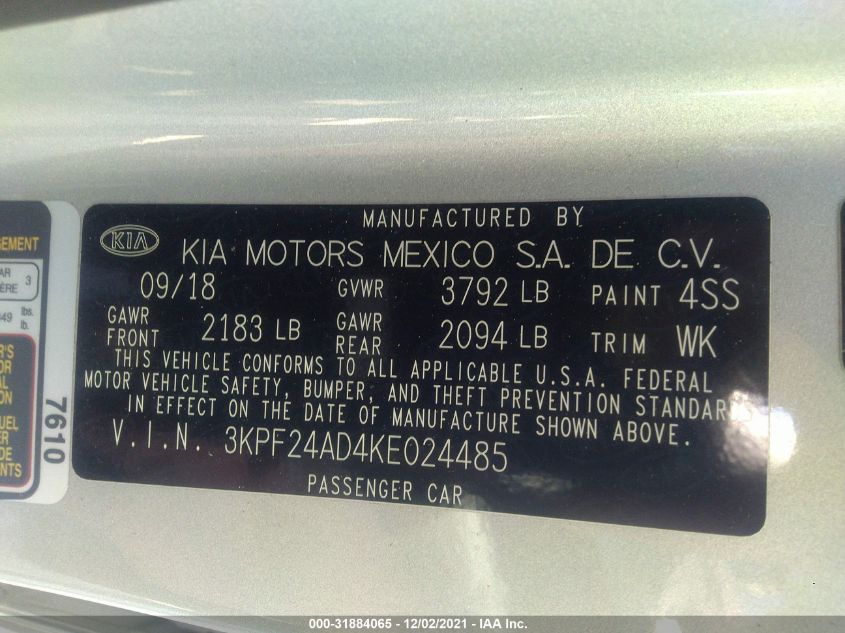 MANUFACTURED BY
KIA
KIA MOTORS MEXICO S.A. DE C.V.
09/18 GVWR 3792 LB PAINT 4SS
GAWR FRONT 2183 LB GAWR REAR 2094 LB TRIM WK
THIS VEHICLE CONFORMS TO ALL APPLICABLE U.S.A. FEDERAL
MOTOR VEHICLE SAFETY, BUMPER, AND THEFT PREVENTION STANDARDS
IN EFFECT ON THE DATE OF MANUFACTURE SHOWN ABOVE.
V.I.N. 3KPF24AD4KE024485
PASSENGER CAR
3
lbs.
lb.
7610
000-31884065 - 12/02/2021 - IAA Inc.